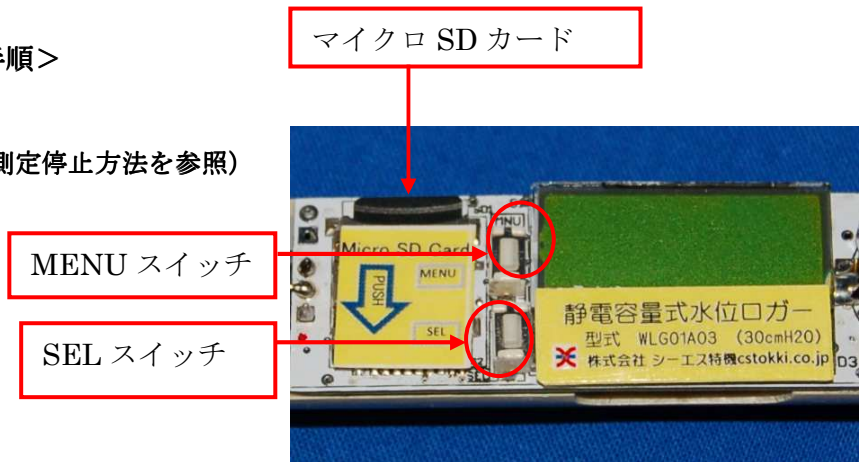 順＞
マイクロ SD カード
測定停止方法を参照）
MENU スイッチ
SEL スイッチ
MNU
Micro SD Card
MENU
PUSH
SEL
静電容量式水位ロガー
型式 WLG01A03 （30cmH20）
株式会社 シーエス特機cstokki.co.jp
D3